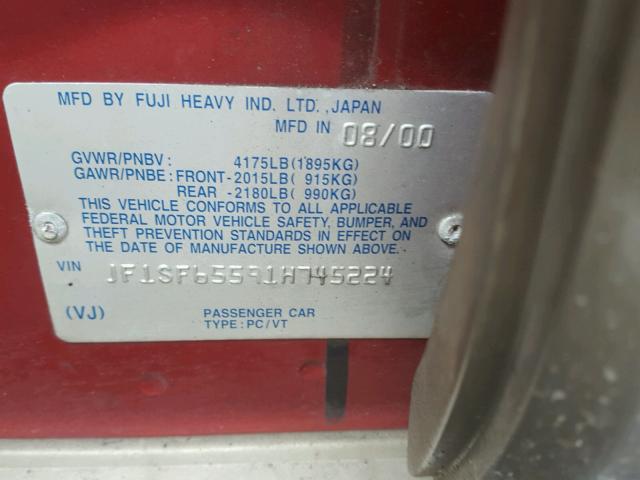 MFD BY FUJI HEAVY IND. LTD., JAPAN
MFD IN 08/00
GVWR/PNBV: 4175LB(1895KG)
GAWR/PNBE: FRONT-2015LB( 915KG)
REAR -2180LB( 990KG)
THIS VEHICLE CONFORMS TO ALL APPLICABLE
FEDERAL MOTOR VEHICLE SAFETY, BUMPER, AND
THEFT PREVENTION STANDARDS IN EFFECT ON
THE DATE OF MANUFACTURE SHOWN ABOVE.
VIN JF1SF65591H745224
(VJ) PASSENGER CAR
TYPE:PC/VT